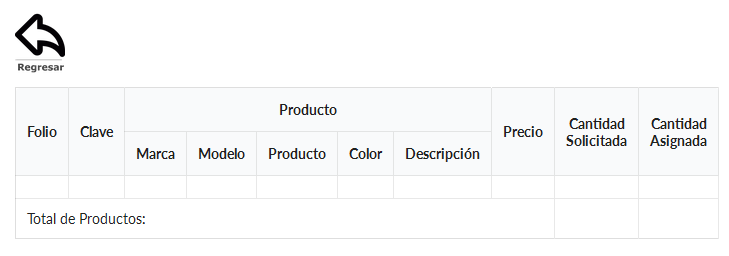 Regresar
Producto
Folio
Clave
Precio
Cantidad Solicitada
Cantidad Asignada
Marca
Modelo
Producto
Color
Descripción
Total de Productos: